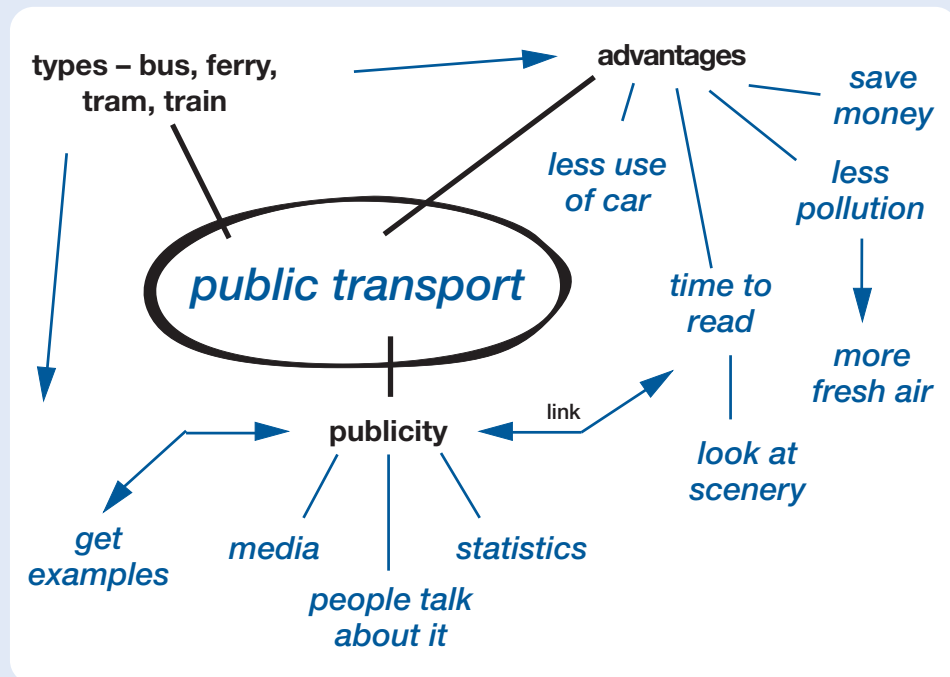 types – bus, ferry,
tram, train
advantages
save
money
less use
of car
less
pollution
public transport
time to
read
more
fresh air
link
publicity
look at
scenery
get
examples
media
statistics
people talk
about it